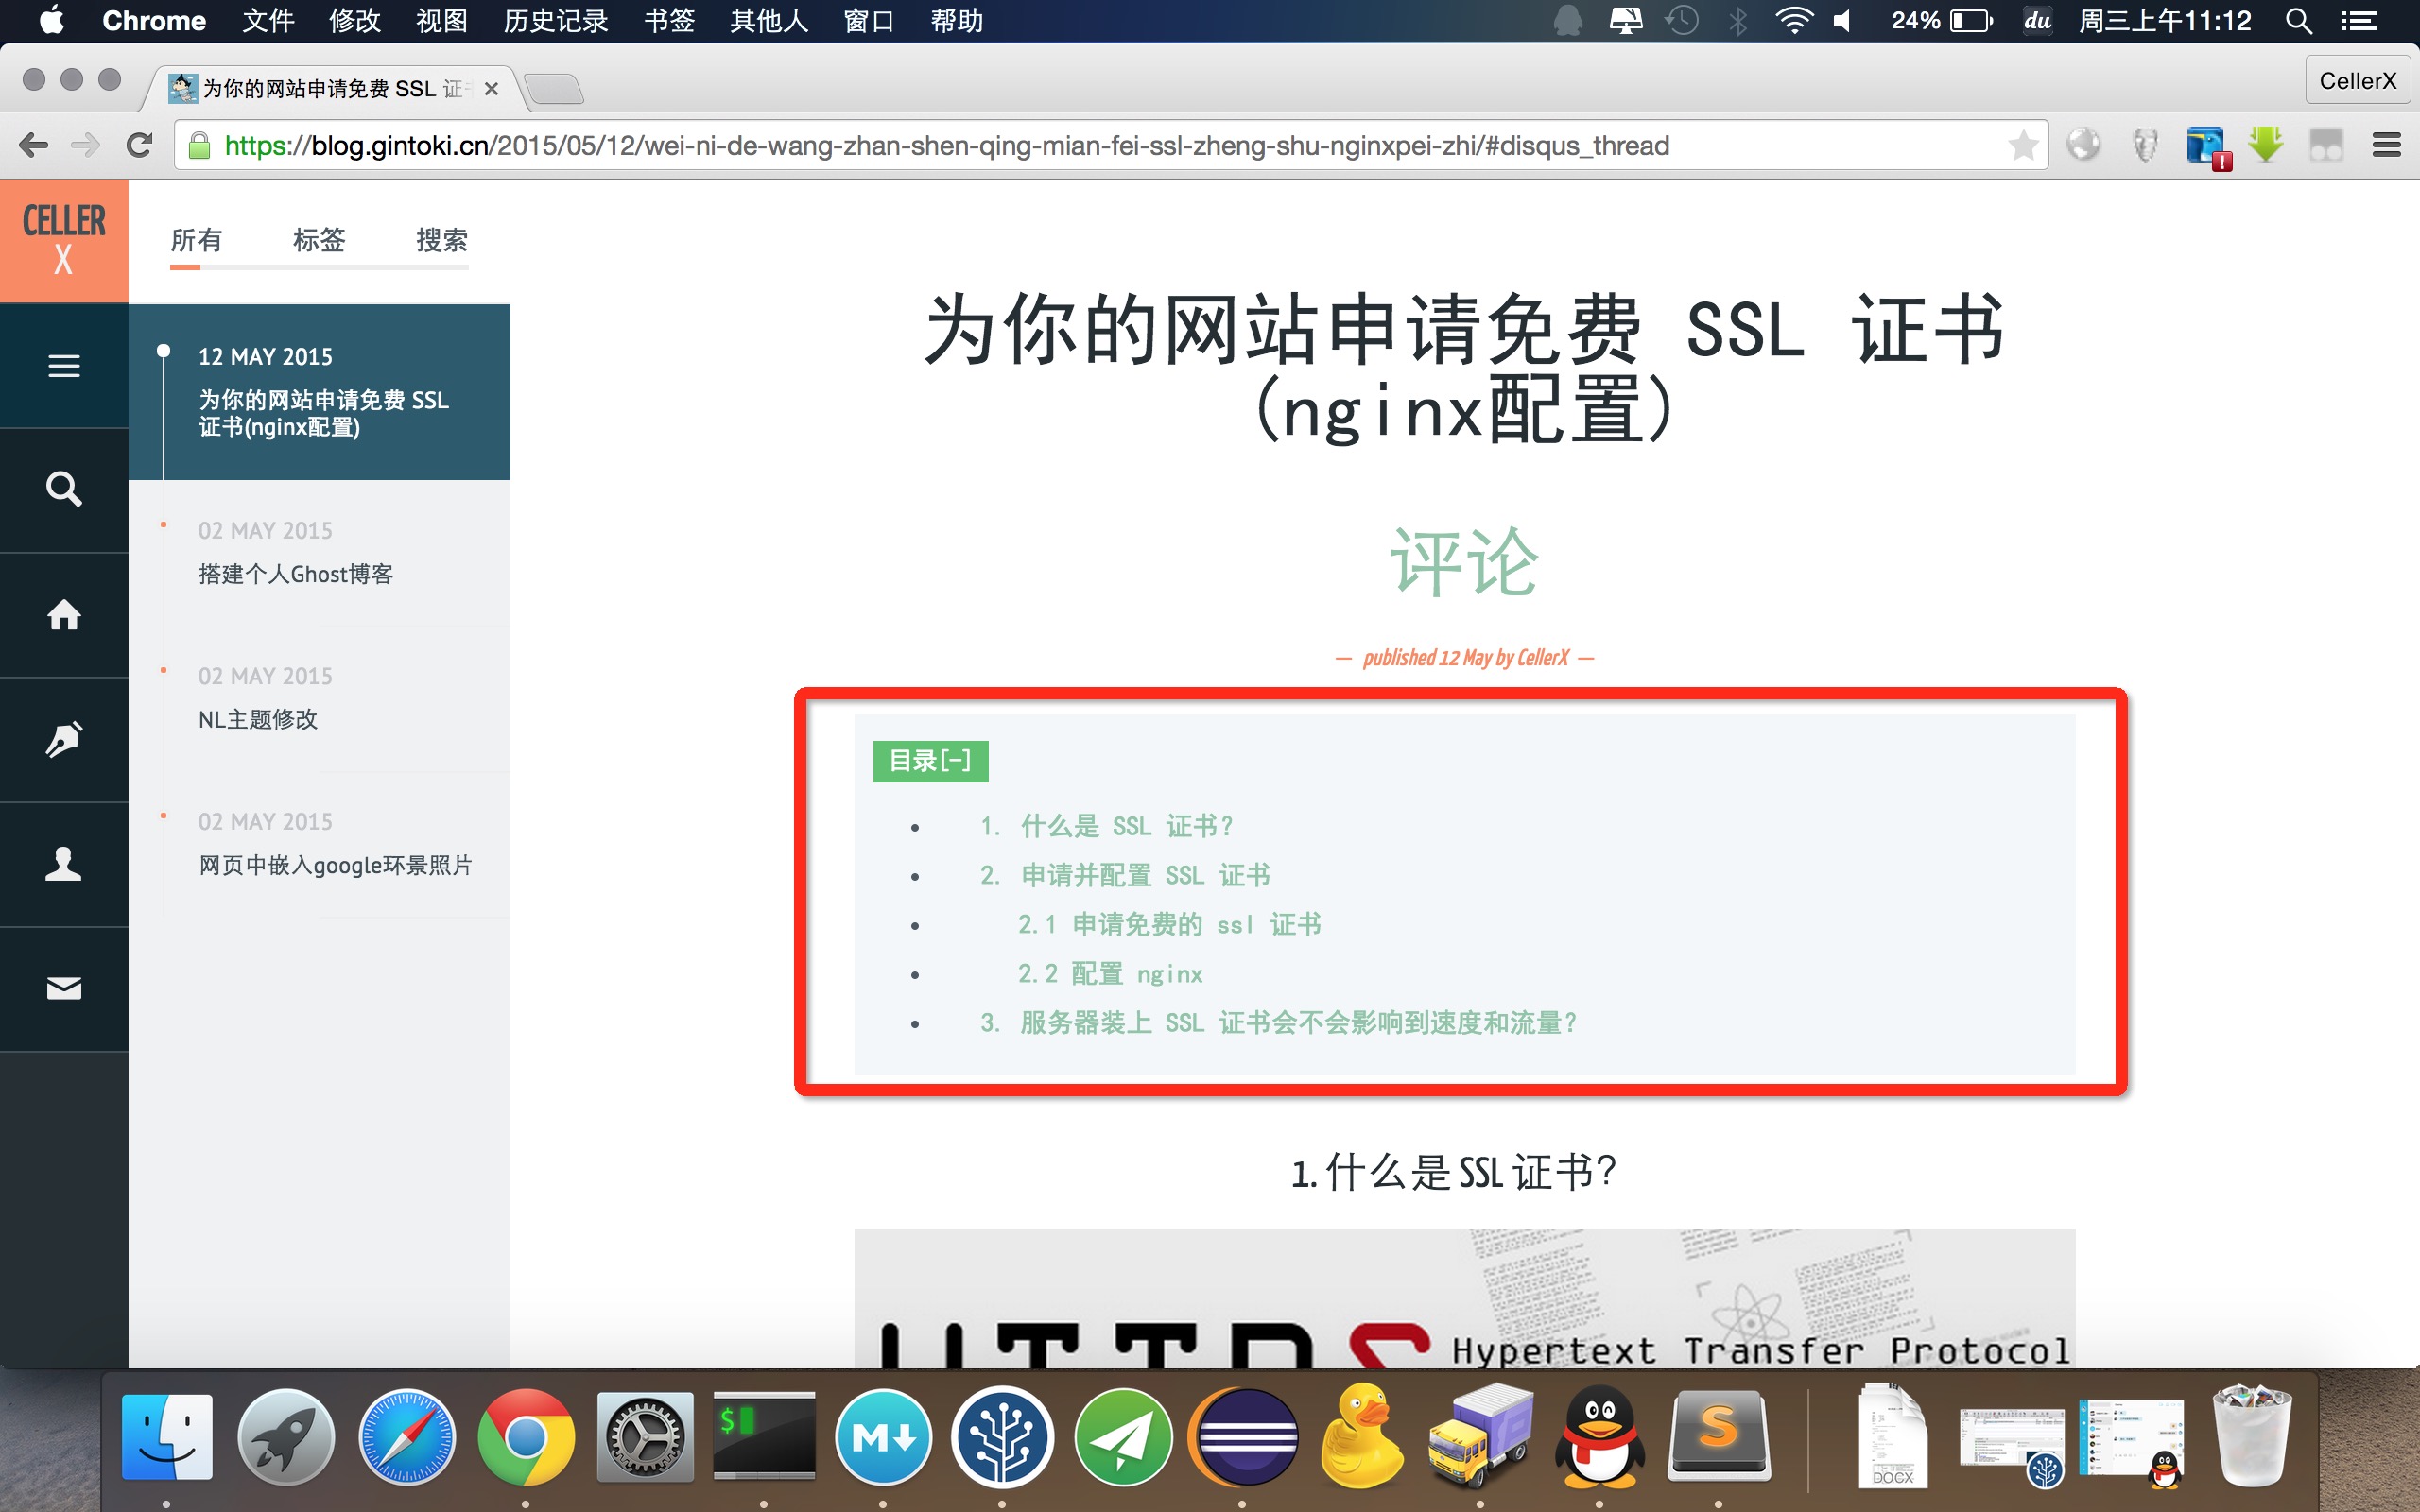 Chrome 文件 修改 视图 历史记录 书签 其他人 窗口 帮助 24% du 周三上午11:12
为你的网站申请免费 SSL 证
CellerX
https://blog.gintoki.cn/2015/05/12/wei-ni-de-wang-zhan-shen-qing-mian-fei-ssl-zheng-shu-nginxpei-zhi/#disqus_thread
CELLER
X
所有 标签 搜索
12 MAY 2015
为你的网站申请免费 SSL
证书(nginx配置)
02 MAY 2015
搭建个人Ghost博客
02 MAY 2015
NL主题修改
02 MAY 2015
网页中嵌入google环景照片
为你的网站申请免费 SSL 证书
(nginx配置)
评论
— published 12 May by CellerX —
目录[-]
1. 什么是 SSL 证书?
2. 申请并配置 SSL 证书
2.1 申请免费的 ssl 证书
2.2 配置 nginx
3. 服务器装上 SSL 证书会不会影响到速度和流量?
1. 什么是 SSL 证书?
HTTPS Hypertext Transfer Protocol
$
M
S
DOCX